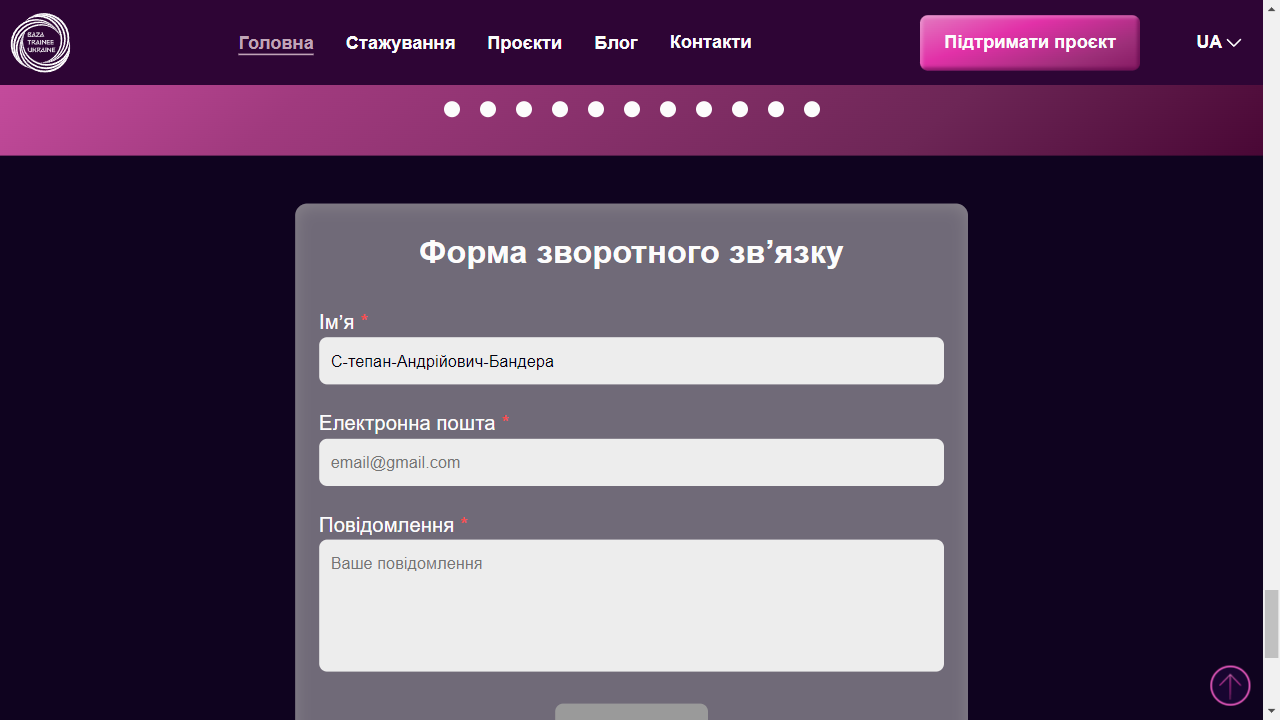 BAZA
TRAINEE
UKRAINE
Головна Стажування Проєкти Блог Контакти Підтримати проєкт UA
Форма зворотного зв’язку
Ім’я *
С-тепан-Андрійович-Бандера
Електронна пошта *
email@gmail.com
Повідомлення *
Ваше повідомлення